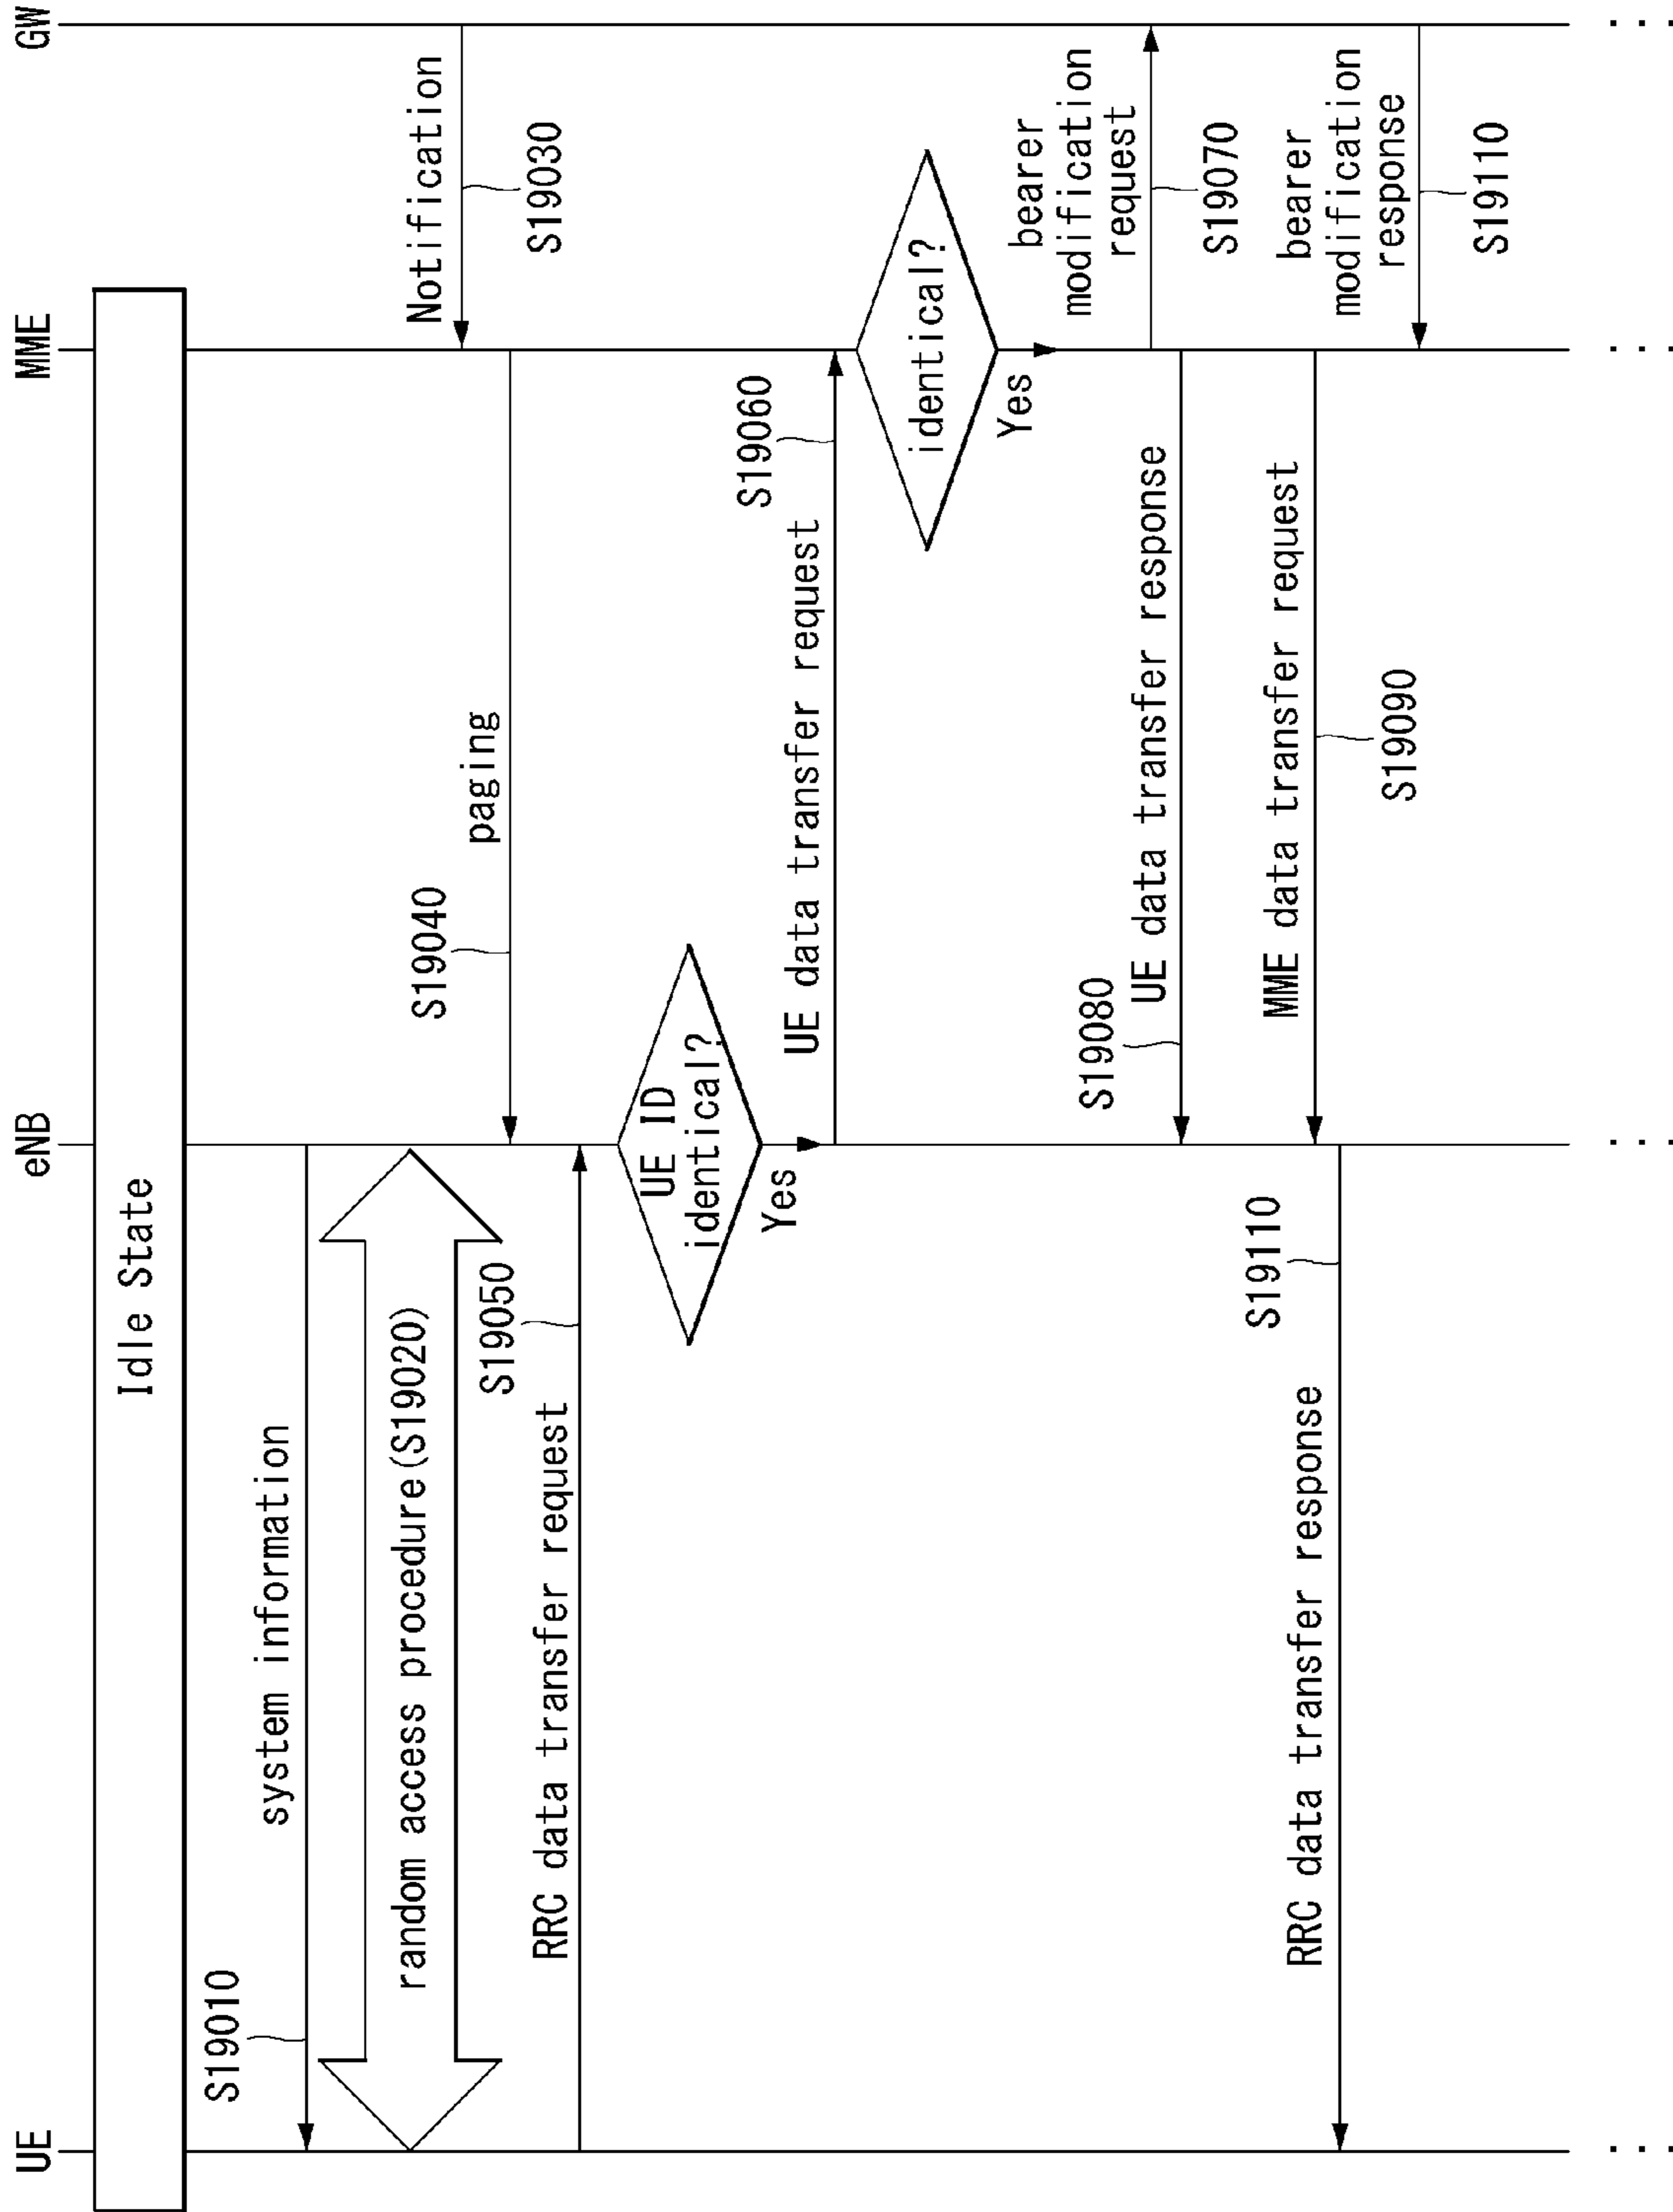 UE
eNB
MME
GW
Idle State
S19010
system information
random access procedure(S19020)
Notification
S19030
S19040
paging
S19050
RRC data transfer request
UE ID
identical?
Yes
S19060
UE data transfer request
identical?
Yes
bearer
modification
request
S19070
S19080
UE data transfer response
MME data transfer request
S19090
S19110
RRC data transfer response
bearer
modification
response
S19110